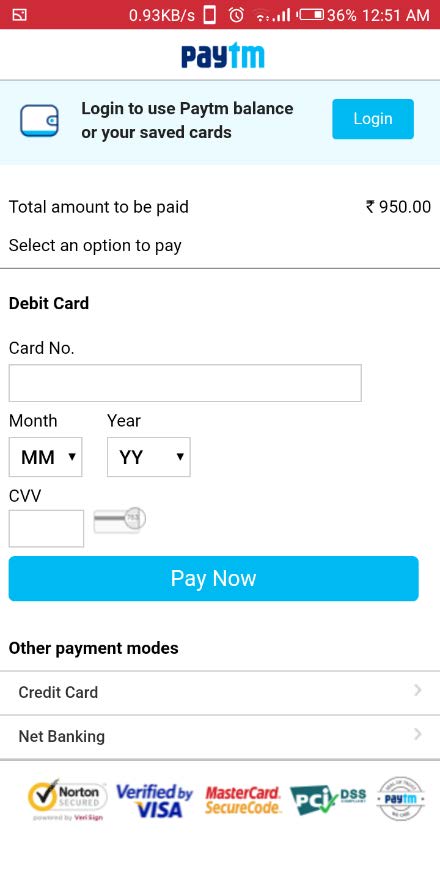 0.93KB/s 36% 12:51 AM
paytm
Login to use Paytm balance
or your saved cards
Login
Total amount to be paid ₹ 950.00
Select an option to pay
Debit Card
Card No.
Month Year
MM YY
CVV
Pay Now
Other payment modes
Credit Card
Net Banking
Norton
SECURED
powered by VeriSign
Verified by
VISA
MasterCard.
SecureCode.
PCI DSS
COMPLIANT
paytm